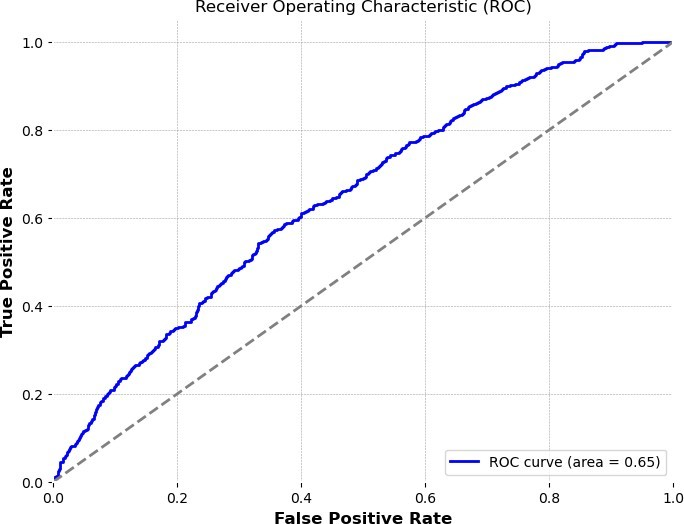 Receiver Operating Characteristic (ROC)
1.0
0.8
0.6
0.4
0.2
0.0
True Positive Rate
ROC curve (area = 0.65)
0.0 0.2 0.4 0.6 0.8 1.0
False Positive Rate